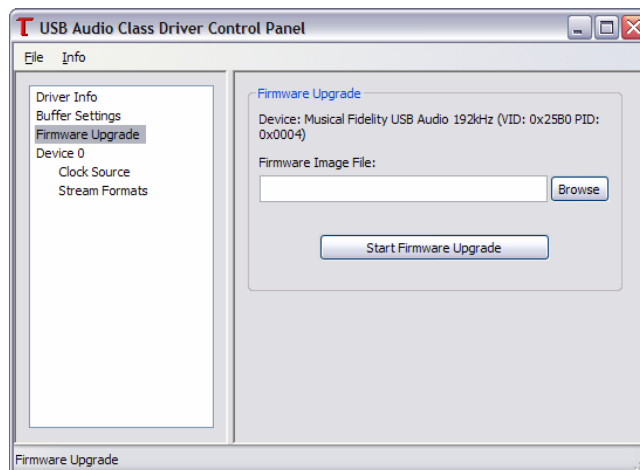 USB Audio Class Driver Control Panel
File Info
Driver Info
Buffer Settings
Firmware Upgrade
Device 0
Clock Source
Stream Formats
Firmware Upgrade
Device: Musical Fidelity USB Audio 192kHz (VID: 0x25B0 PID:
0x0004)
Firmware Image File:
Browse
Start Firmware Upgrade
Firmware Upgrade